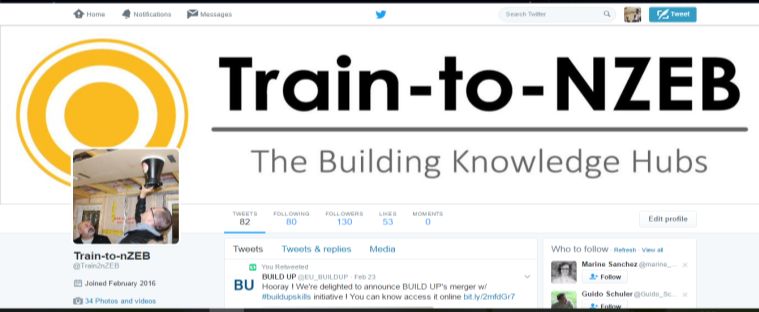 Home Notifications Messages Search Twitter Tweet
Train-to-NZEB
The Building Knowledge Hubs
TWEETS FOLLOWING FOLLOWERS LIKES MOMENTS
82 80 130 53 0
Edit profile
Train-to-nZEB
@Train2nZEB
Joined February 2016
34 Photos and videos
Tweets Tweets & replies Media
You Retweeted
BU
BUILD UP @EU_BUILDUP · Feb 23
Hooray ! We're delighted to announce BUILD UP's merger w/
#buildupskills initiative ! You can know access it online bit.ly/2mfdGr7
Who to follow · Refresh · View all
Marine Sanchez @marine_... ×
Follow
Guido Schuler @Guido_Sc... ×
Follow